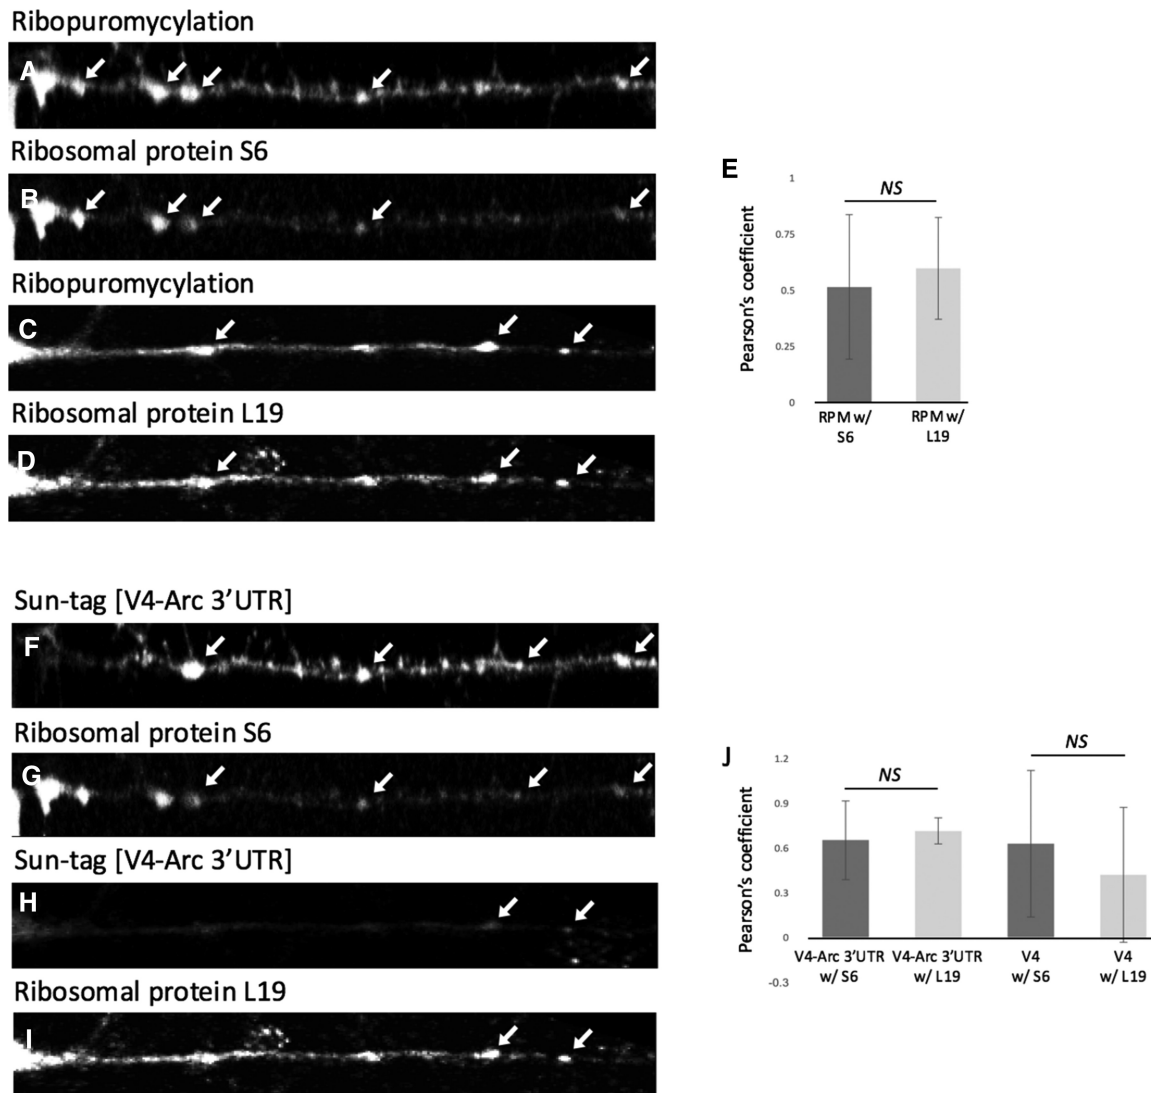 Ribopuromycylation
A
Ribosomal protein S6
B
Ribopuromycylation
C
Ribosomal protein L19
D
E
1
0.75
0.5
0.25
0
Pearson's coefficient
NS
RPM w/
S6
RPM w/
L19
Sun-tag [V4-Arc 3'UTR]
F
Ribosomal protein S6
G
Sun-tag [V4-Arc 3'UTR]
H
Ribosomal protein L19
I
J
1.2
0.9
0.6
0.3
0
-0.3
Pearson's coefficient
NS
NS
V4-Arc 3'UTR
w/ S6
V4-Arc 3'UTR
w/ L19
V4
w/ S6
V4
w/ L19